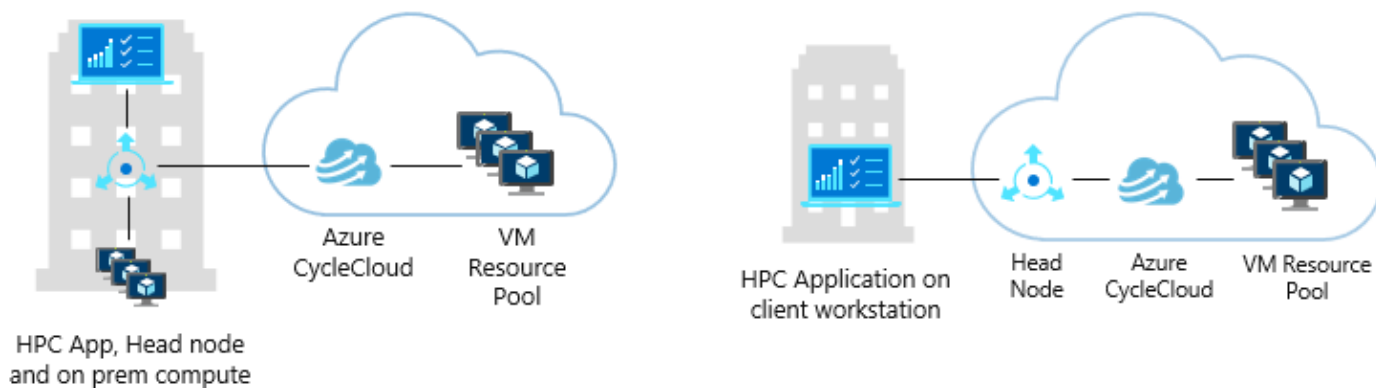 Azure
CycleCloud
VM
Resource
Pool
HPC App, Head node
and on prem compute
HPC Application on
client workstation
Head
Node
Azure
CycleCloud
VM Resource
Pool